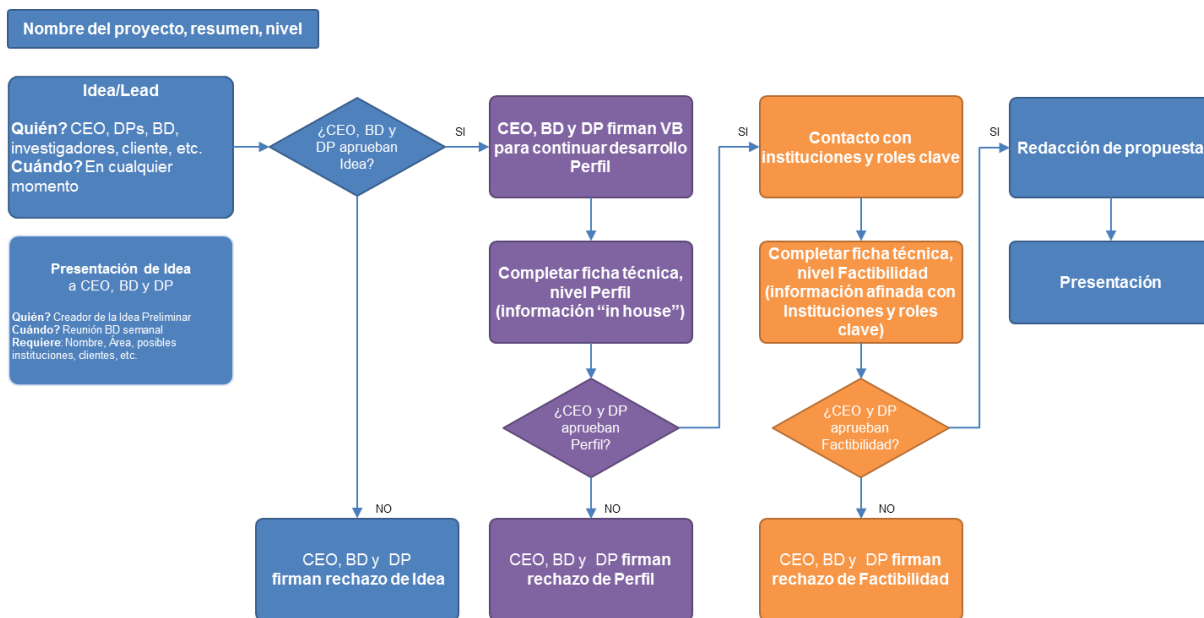 Nombre del proyecto, resumen, nivel
Idea/Lead
Quién? CEO, DPs, BD,
investigadores, cliente, etc.
Cuándo? En cualquier
momento
Presentación de Idea
a CEO, BD y DP
Quién? Creador de la Idea Preliminar
Cuándo? Reunión BD semanal
Requiere: Nombre, Área, posibles
instituciones, clientes, etc.
¿CEO, BD y
DP aprueban
Idea?
SI
NO
CEO, BD y DP
firman rechazo de Idea
CEO, BD y DP firman VB
para continuar desarrollo
Perfil
Completar ficha técnica,
nivel Perfil
(información “in house”)
¿CEO y DP
aprueban
Perfil?
SI
NO
CEO, BD y DP firman
rechazo de Perfil
Contacto con
instituciones y roles
clave
Completar ficha técnica,
nivel Factibilidad
(información afinada con
Instituciones y roles
clave)
¿CEO y DP
aprueban
Factibilidad?
SI
NO
CEO, BD y DP firman
rechazo de Factibilidad
Redacción de propuesta
Presentación